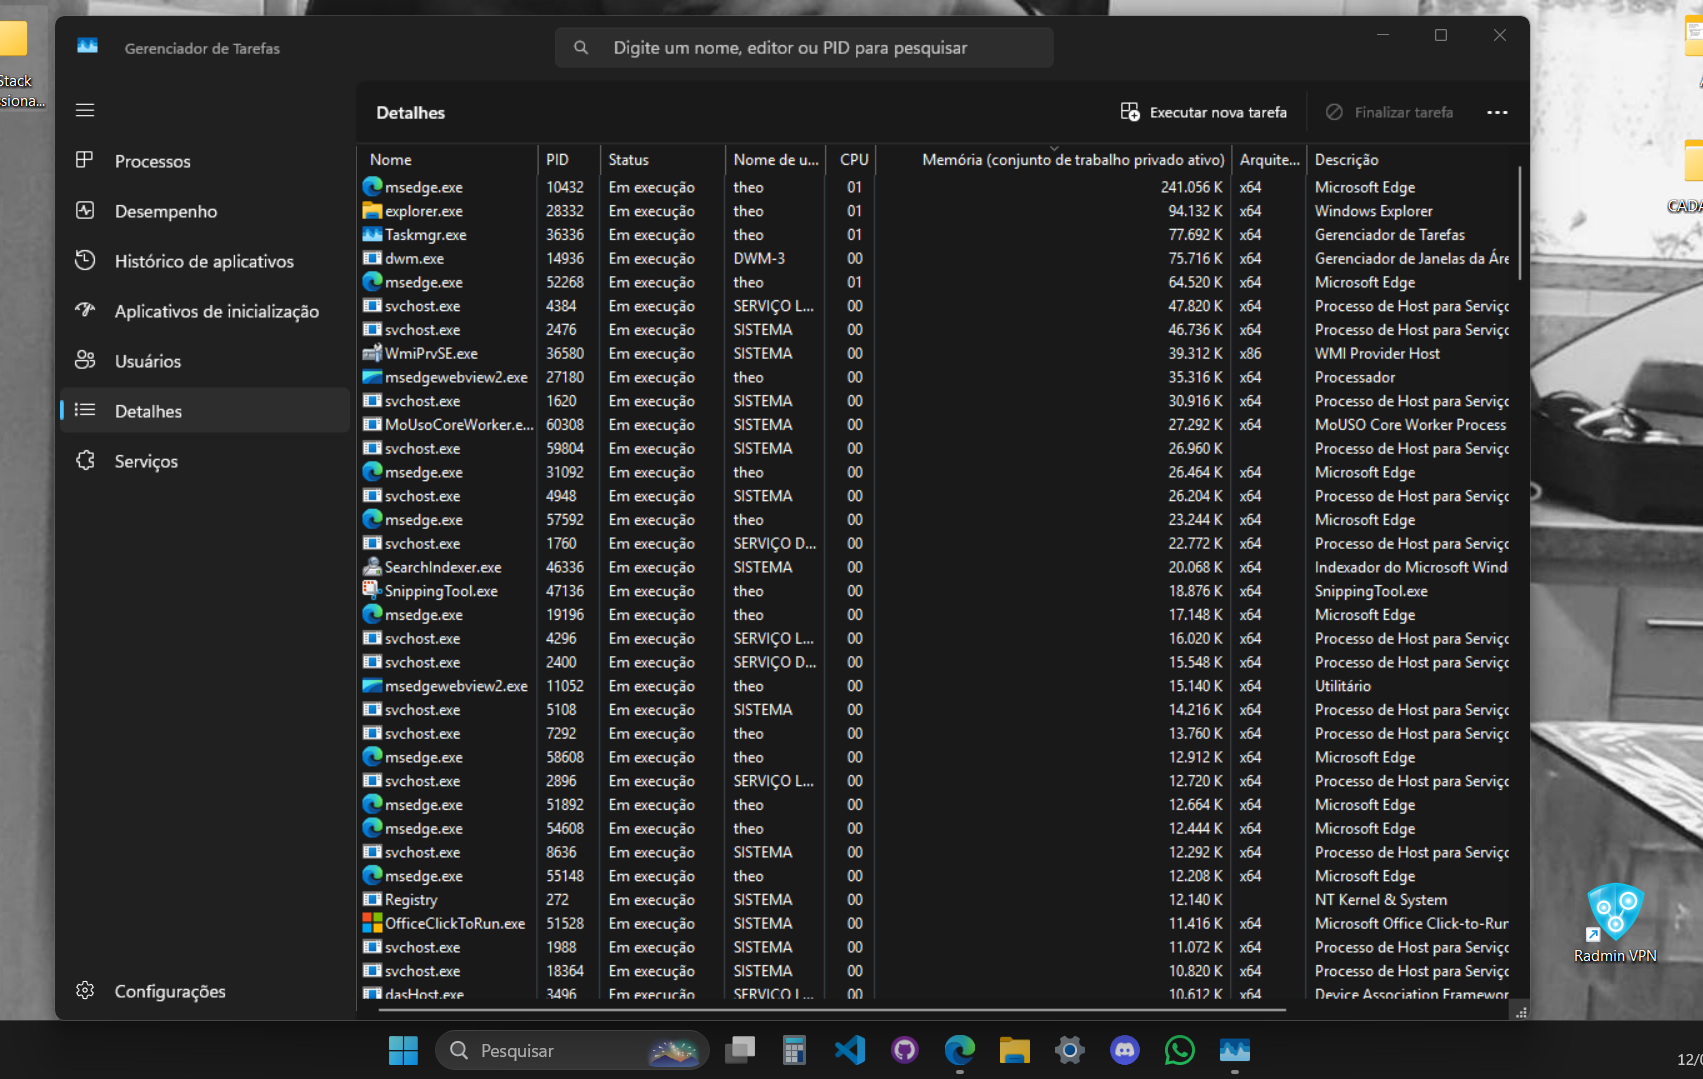 Stack
ssiona...
Gerenciador de Tarefas
Digite um nome, editor ou PID para pesquisar
Detalhes
Executar nova tarefa
Finalizar tarefa
Processos
Desempenho
Histórico de aplicativos
Aplicativos de inicialização
Usuários
Detalhes
Serviços
Configurações
Nome PID Status Nome de u... CPU Memória (conjunto de trabalho privado ativo) Arquite... Descrição
msedge.exe 10432 Em execução theo 01 241.056 K x64 Microsoft Edge
explorer.exe 28332 Em execução theo 01 94.132 K x64 Windows Explorer
Taskmgr.exe 36336 Em execução theo 01 77.692 K x64 Gerenciador de Tarefas
dwm.exe 14936 Em execução DWM-3 00 75.716 K x64 Gerenciador de Janelas da Áre
msedge.exe 52268 Em execução theo 01 64.520 K x64 Microsoft Edge
svchost.exe 4384 Em execução SERVIÇO L... 00 47.820 K x64 Processo de Host para Serviç
svchost.exe 2476 Em execução SISTEMA 00 46.736 K x64 Processo de Host para Serviç
WmiPrvSE.exe 36580 Em execução SISTEMA 00 39.312 K x86 WMI Provider Host
msedgewebview2.exe 27180 Em execução theo 00 35.316 K x64 Processador
svchost.exe 1620 Em execução SISTEMA 00 30.916 K x64 Processo de Host para Serviç
MoUsoCoreWorker.e... 60308 Em execução SISTEMA 00 27.292 K x64 MoUSO Core Worker Process
svchost.exe 59804 Em execução SISTEMA 00 26.960 K Processo de Host para Serviç
msedge.exe 31092 Em execução theo 00 26.464 K x64 Microsoft Edge
svchost.exe 4948 Em execução SISTEMA 00 26.204 K x64 Processo de Host para Serviç
msedge.exe 57592 Em execução theo 00 23.244 K x64 Microsoft Edge
svchost.exe 1760 Em execução SERVIÇO D... 00 22.772 K x64 Processo de Host para Serviç
SearchIndexer.exe 46336 Em execução SISTEMA 00 20.068 K x64 Indexador do Microsoft Wind
SnippingTool.exe 47136 Em execução theo 00 18.876 K x64 SnippingTool.exe
msedge.exe 19196 Em execução theo 00 17.148 K x64 Microsoft Edge
svchost.exe 4296 Em execução SERVIÇO L... 00 16.020 K x64 Processo de Host para Serviç
svchost.exe 2400 Em execução SERVIÇO D... 00 15.548 K x64 Processo de Host para Serviç
msedgewebview2.exe 11052 Em execução theo 00 15.140 K x64 Utilitário
svchost.exe 5108 Em execução SISTEMA 00 14.216 K x64 Processo de Host para Serviç
svchost.exe 7292 Em execução theo 00 13.760 K x64 Processo de Host para Serviç
msedge.exe 58608 Em execução theo 00 12.912 K x64 Microsoft Edge
svchost.exe 2896 Em execução SERVIÇO L... 00 12.720 K x64 Processo de Host para Serviç
msedge.exe 51892 Em execução theo 00 12.664 K x64 Microsoft Edge
msedge.exe 54608 Em execução theo 00 12.444 K x64 Microsoft Edge
svchost.exe 8636 Em execução SISTEMA 00 12.292 K x64 Processo de Host para Serviç
msedge.exe 55148 Em execução theo 00 12.208 K x64 Microsoft Edge
Registry 272 Em execução SISTEMA 00 12.140 K NT Kernel & System
OfficeClickToRun.exe 51528 Em execução SISTEMA 00 11.416 K x64 Microsoft Office Click-to-Run
svchost.exe 1988 Em execução SISTEMA 00 11.072 K x64 Processo de Host para Serviç
svchost.exe 18364 Em execução SISTEMA 00 10.820 K x64 Processo de Host para Serviç
dasHost.exe 3496 Em execução SERVIÇO L... 00 10.612 K x64 Device Association Framewor
CADA
Radmin VPN
Pesquisar
12/0